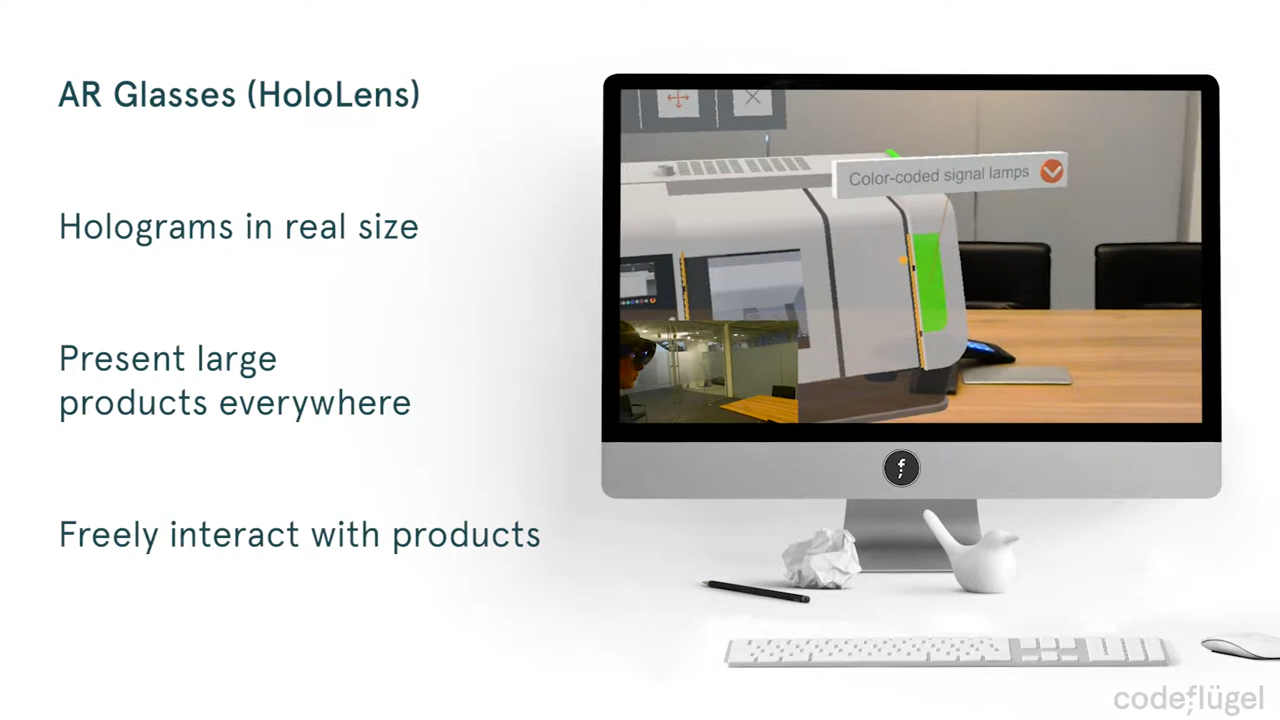 AR Glasses (HoloLens)
Holograms in real size
Present large
products everywhere
Freely interact with products
Color-coded signal lamps
f;
codeflügel